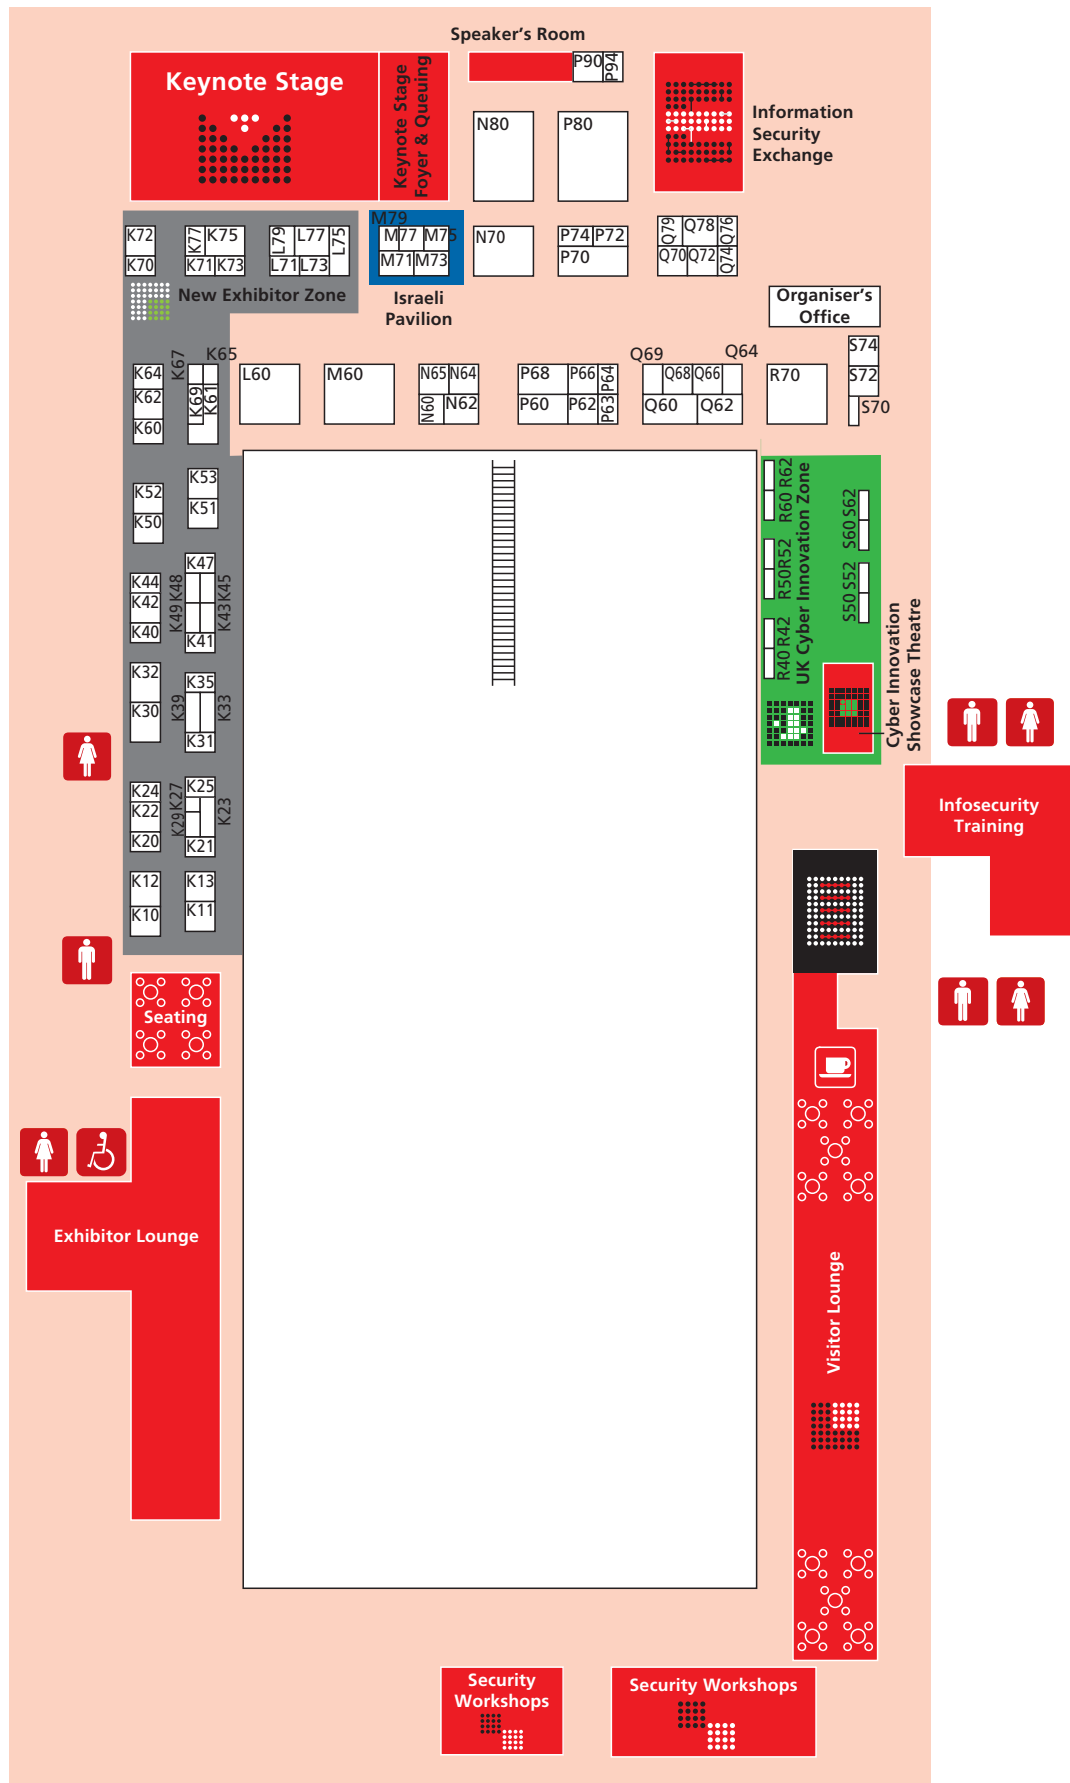 Speaker's Room
P90
P94
Keynote Stage
Keynote Stage
Foyer & Queuing
N80
P80
Information
Security
Exchange
M79
K72
K77
K75
L79
L77
L75
M77
M75
N70
P74
P72
Q79
Q78
Q76
K70
K71
K73
L71
L73
M71
M73
P70
Q70
Q72
Q74
New Exhibitor Zone
Israeli
Pavilion
Organiser's
Office
K67
K65
Q69
Q64
S74
K64
L60
M60
N65
N64
P68
P66
P64
Q68
Q66
R70
S72
K62
K69
K61
N60
N62
P60
P62
P63
Q60
Q62
S70
K60
K53
K52
K51
K50
R60 R62
S60 S62
UK Cyber Innovation Zone
R50R52
S50 S52
R40 R42
Cyber Innovation
Showcase Theatre
K47
K44
K49K48
K43K45
K42
K40
K41
K32
K35
K39
K33
K30
K31
K24
K25
K29K27
K23
K22
K20
K21
K12
K13
K10
K11
Infosecurity
Training
Seating
Exhibitor Lounge
Visitor Lounge
Security
Workshops
Security Workshops